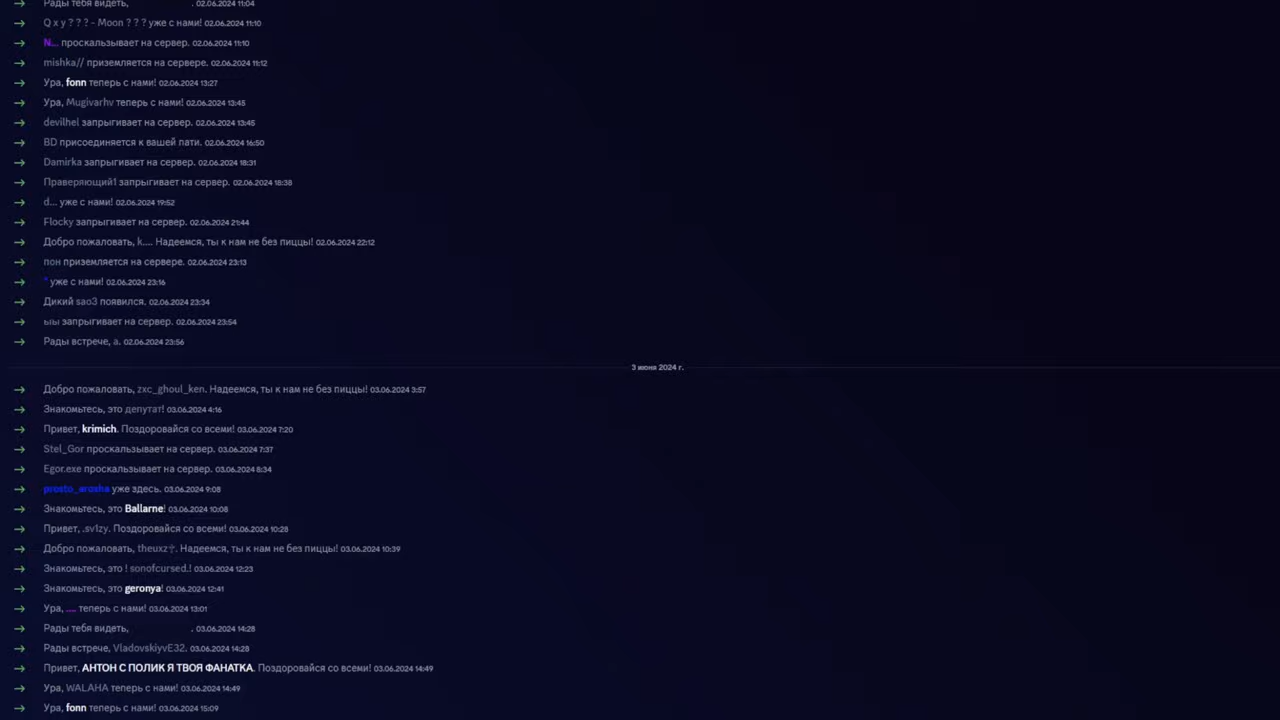 Рады тебя видеть, . 02.06.2024 11:04
Q x y ? ? ? - Moon ? ? ? уже с нами! 02.06.2024 11:10
N... проскальзывает на сервер. 02.06.2024 11:10
mishka// приземляется на сервере. 02.06.2024 11:12
Ура, fonn теперь с нами! 02.06.2024 13:27
Ура, Mugivarhv теперь с нами! 02.06.2024 13:45
devilhel запрыгивает на сервер. 02.06.2024 13:45
BD присоединяется к вашей пати. 02.06.2024 16:50
Damirka запрыгивает на сервер. 02.06.2024 18:31
Праверяющий1 запрыгивает на сервер. 02.06.2024 18:38
d... уже с нами! 02.06.2024 19:52
Flocky запрыгивает на сервер. 02.06.2024 21:44
Добро пожаловать, k.... Надеемся, ты к нам не без пиццы! 02.06.2024 22:12
пон приземляется на сервере. 02.06.2024 23:13
" уже с нами! 02.06.2024 23:16
Дикий sao3 появился. 02.06.2024 23:34
ыы запрыгивает на сервер. 02.06.2024 23:54
Рады встрече, a. 02.06.2024 23:56
3 июня 2024 г.
Добро пожаловать, zxc_ghoul_ken. Надеемся, ты к нам не без пиццы! 03.06.2024 3:57
Знакомьтесь, это депутат! 03.06.2024 4:16
Привет, krimich. Поздоровайся со всеми! 03.06.2024 7:20
Stel_Gor проскальзывает на сервер. 03.06.2024 7:37
Egor.exe проскальзывает на сервер. 03.06.2024 8:34
prosto_arosha уже здесь. 03.06.2024 9:08
Знакомьтесь, это Ballarne! 03.06.2024 10:08
Привет, .sv1zy. Поздоровайся со всеми! 03.06.2024 10:28
Добро пожаловать, theuxz⸸. Надеемся, ты к нам не без пиццы! 03.06.2024 10:39
Знакомьтесь, это ! sonofcursed.! 03.06.2024 12:23
Знакомьтесь, это geronya! 03.06.2024 12:41
Ура, .... теперь с нами! 03.06.2024 13:01
Рады тебя видеть, . 03.06.2024 14:28
Рады встрече, VladovskiyvE32. 03.06.2024 14:28
Привет, АНТОН С ПОЛИК Я ТВОЯ ФАНАТКА. Поздоровайся со всеми! 03.06.2024 14:49
Ура, WALAHA теперь с нами! 03.06.2024 14:49
Ура, fonn теперь с нами! 03.06.2024 15:09